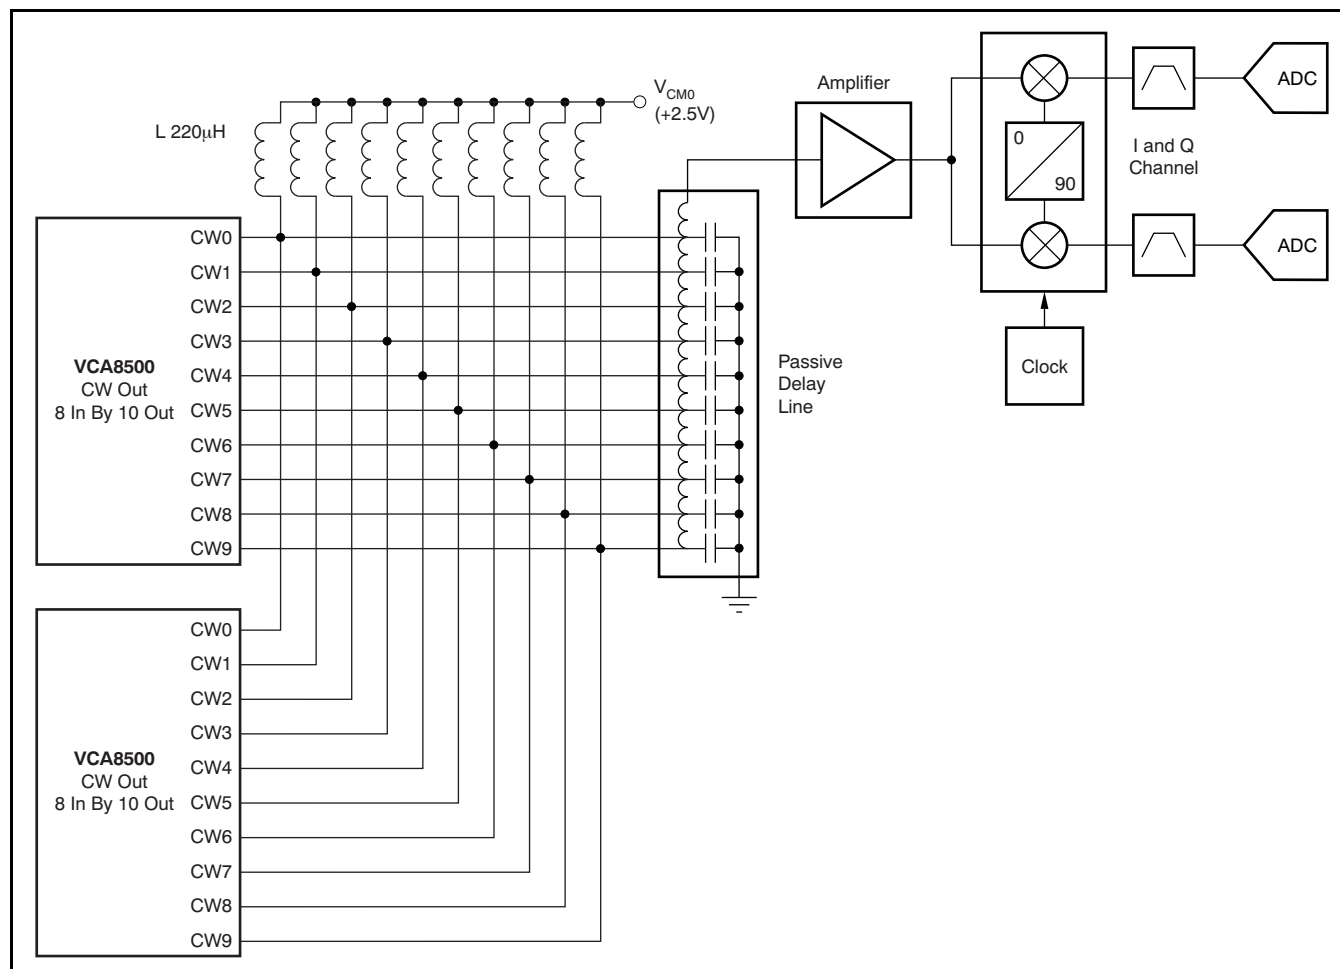 V_CM0
(+2.5V)
L 220μH
Amplifier
ADC
0
90
I and Q
Channel
ADC
Clock
CW0
CW1
CW2
CW3
CW4
CW5
CW6
CW7
CW8
CW9
VCA8500
CW Out
8 In By 10 Out
Passive
Delay
Line
CW0
CW1
CW2
CW3
CW4
CW5
CW6
CW7
CW8
CW9
VCA8500
CW Out
8 In By 10 Out